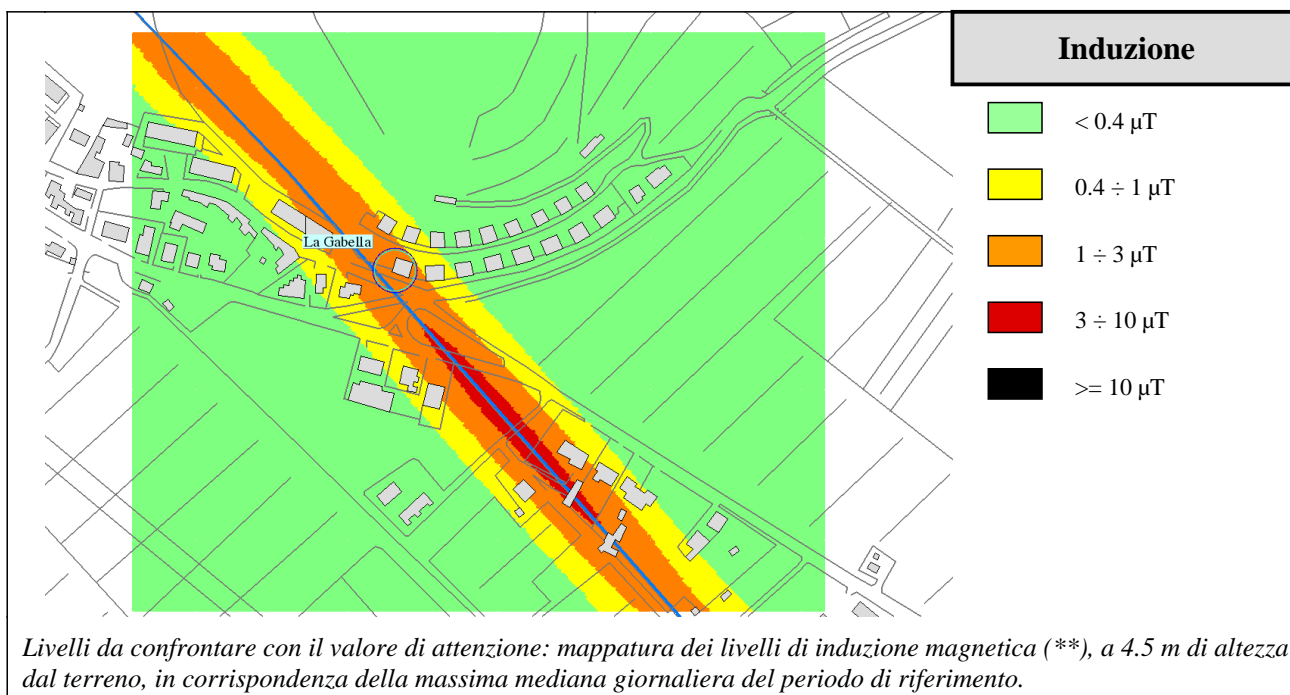 Induzione
< 0.4 µT
0.4 ÷ 1 µT
1 ÷ 3 µT
3 ÷ 10 µT
>= 10 µT
La Gabella
Livelli da confrontare con il valore di attenzione: mappatura dei livelli di induzione magnetica (**), a 4.5 m di altezza
dal terreno, in corrispondenza della massima mediana giornaliera del periodo di riferimento.